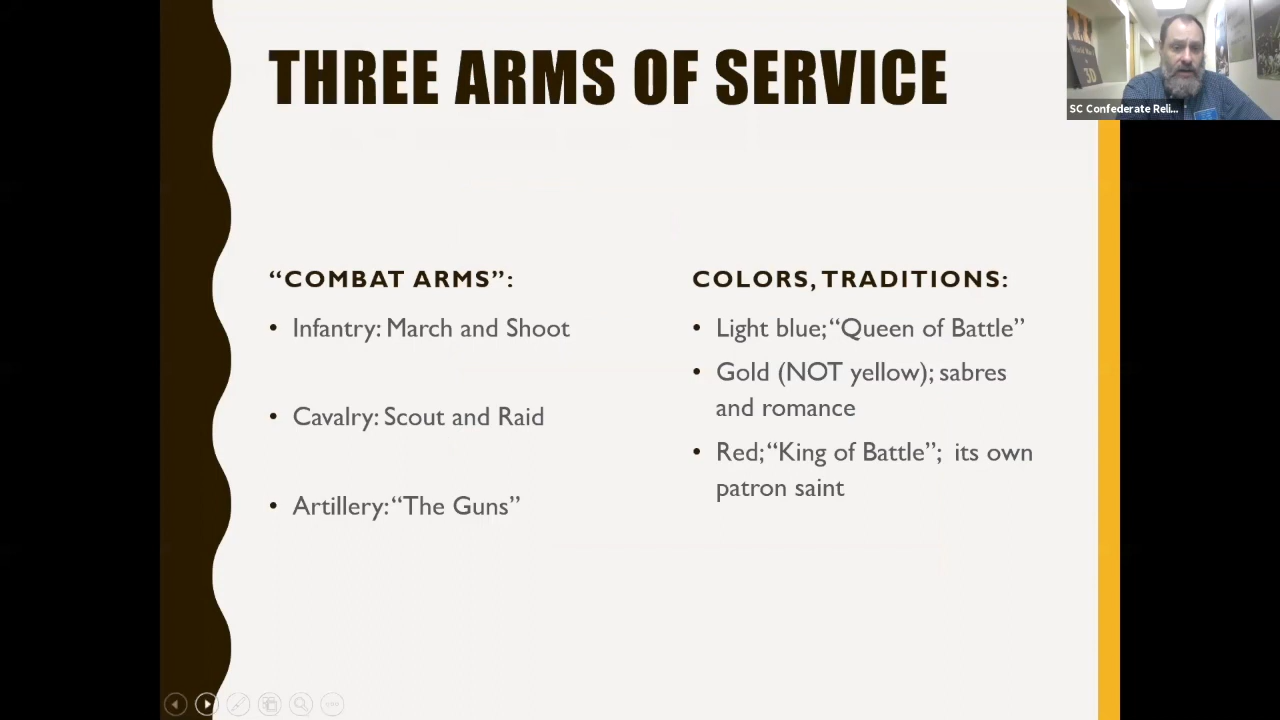 THREE ARMS OF SERVICE
SC Confederate Reli...
“COMBAT ARMS”:
• Infantry: March and Shoot
• Cavalry: Scout and Raid
• Artillery: “The Guns”
COLORS, TRADITIONS:
• Light blue; “Queen of Battle”
• Gold (NOT yellow); sabres
and romance
• Red; “King of Battle”; its own
patron saint